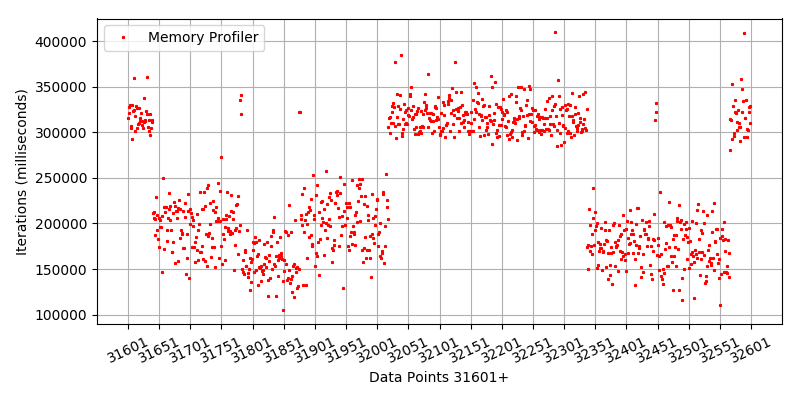 Memory Profiler
400000
350000
300000
250000
200000
150000
100000
Iterations (milliseconds)
31601 31651 31701 31751 31801 31851 31901 31951 32001 32051 32101 32151 32201 32251 32301 32351 32401 32451 32501 32551 32601
Data Points 31601+